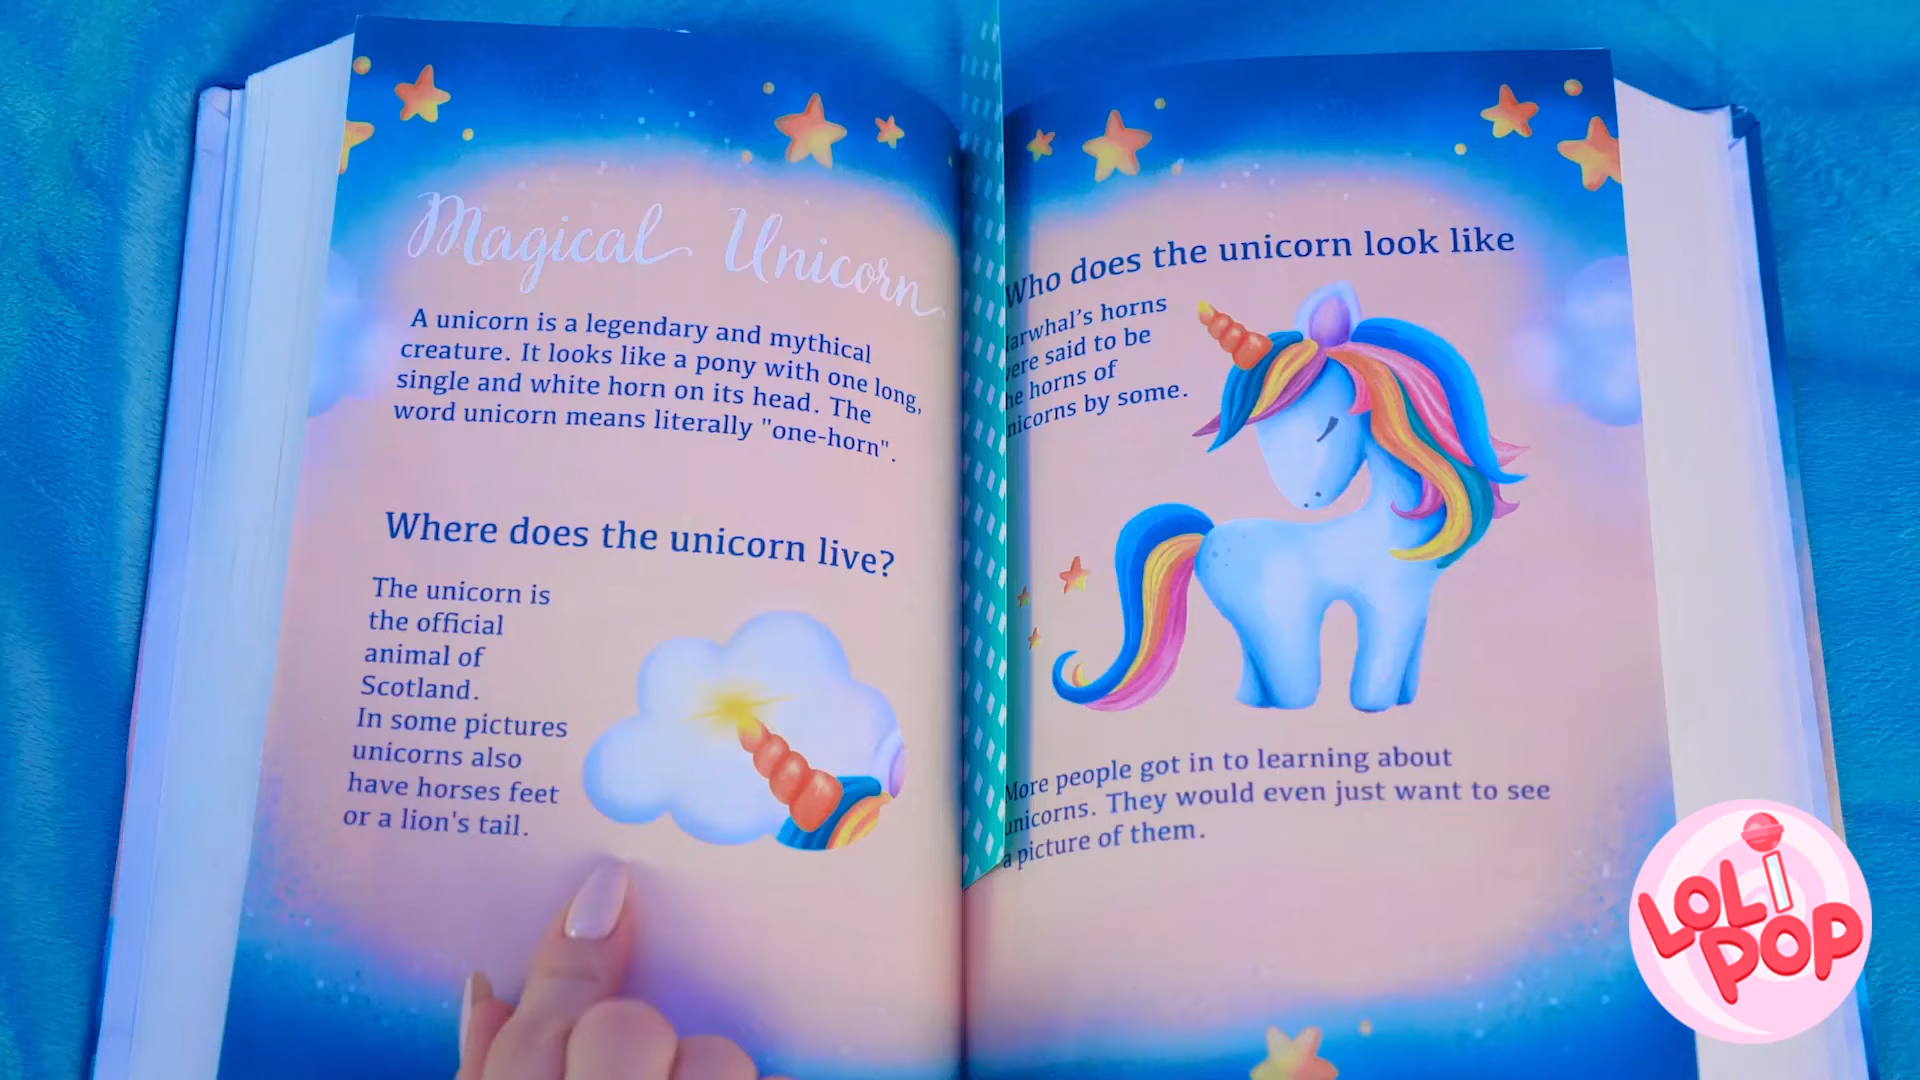 Magical Unicorn
A unicorn is a legendary and mythical
creature. It looks like a pony with one long,
single and white horn on its head. The
word unicorn means literally "one-horn".
Where does the unicorn live?
The unicorn is
the official
animal of
Scotland.
In some pictures
unicorns also
have horses feet
or a lion's tail.
Who does the unicorn look like
arwhal's horns
ere said to be
he horns of
nicorns by some.
More people got in to learning about
unicorns. They would even just want to see
a picture of them.
LOLIPOP